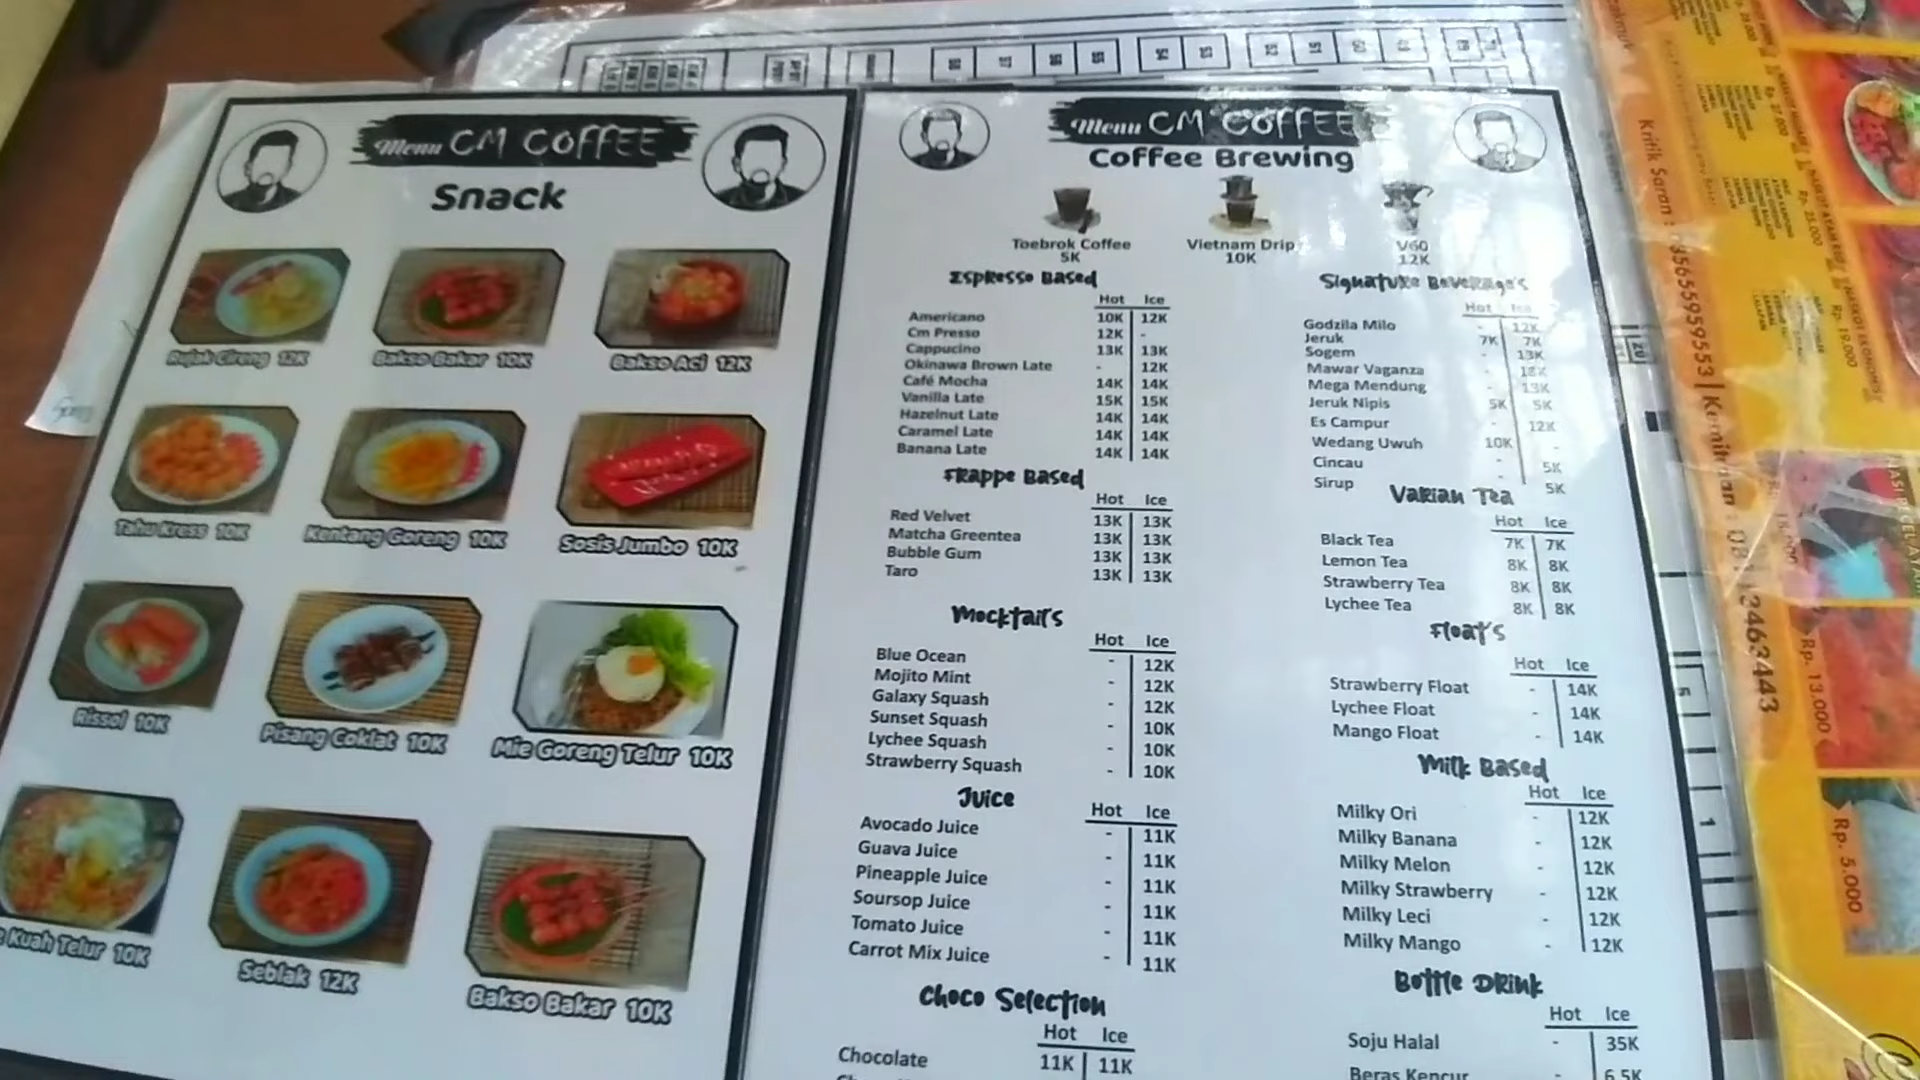 Menu CM COFFEE
Snack
Rujak Cireng 12K
Bakso Bakar 10K
Bakso Aci 12K
Tahu Kress 10K
Kentang Goreng 10K
Sosis Jumbo 10K
Rissol 10K
Pisang Coklat 10K
Mie Goreng Telur 10K
Kuah Telur 10K
Seblak 12K
Bakso Bakar 10K
Menu CM COFFEE
Coffee Brewing
Toebrok Coffee 5K
Vietnam Drip 10K
V60 12K
Espresso Based
Hot Ice
Americano 10K 12K
Cm Presso 12K -
Cappucino 13K 13K
Okinawa Brown Late - 12K
Café Mocha 14K 14K
Vanilla Late 15K 15K
Hazelnut Late 14K 14K
Caramel Late 14K 14K
Banana Late 14K 14K
Frappe Based
Hot Ice
Red Velvet 13K 13K
Matcha Greentea 13K 13K
Bubble Gum 13K 13K
Taro 13K 13K
Mocktails
Hot Ice
Blue Ocean - 12K
Mojito Mint - 12K
Galaxy Squash - 12K
Sunset Squash - 10K
Lychee Squash - 10K
Strawberry Squash - 10K
Juice
Hot Ice
Avocado Juice - 11K
Guava Juice - 11K
Pineapple Juice - 11K
Soursop Juice - 11K
Tomato Juice - 11K
Carrot Mix Juice - 11K
Choco Selection
Hot Ice
Chocolate 11K 11K
Signature Beverage's
Hot Ice
Godzila Milo - 12K
Jeruk 7K 7K
Sogem - 13K
Mawar Vaganza -
Mega Mendung - 13K
Jeruk Nipis 5K 5K
Es Campur - 12K
Wedang Uwuh 10K -
Cincau - 5K
Sirup - 5K
Varian Tea
Hot Ice
Black Tea 7K 7K
Lemon Tea 8K 8K
Strawberry Tea 8K 8K
Lychee Tea 8K 8K
Float's
Hot Ice
Strawberry Float - 14K
Lychee Float - 14K
Mango Float - 14K
Milk Based
Hot Ice
Milky Ori - 12K
Milky Banana - 12K
Milky Melon - 12K
Milky Strawberry - 12K
Milky Leci - 12K
Milky Mango - 12K
Bottle Drink
Hot Ice
Soju Halal - 35K
Beras Kencur - 6,5K
Kritik Saran :
Rp. 25.000
Rp. 19.000
Rp. 13.000
Rp. 5.000